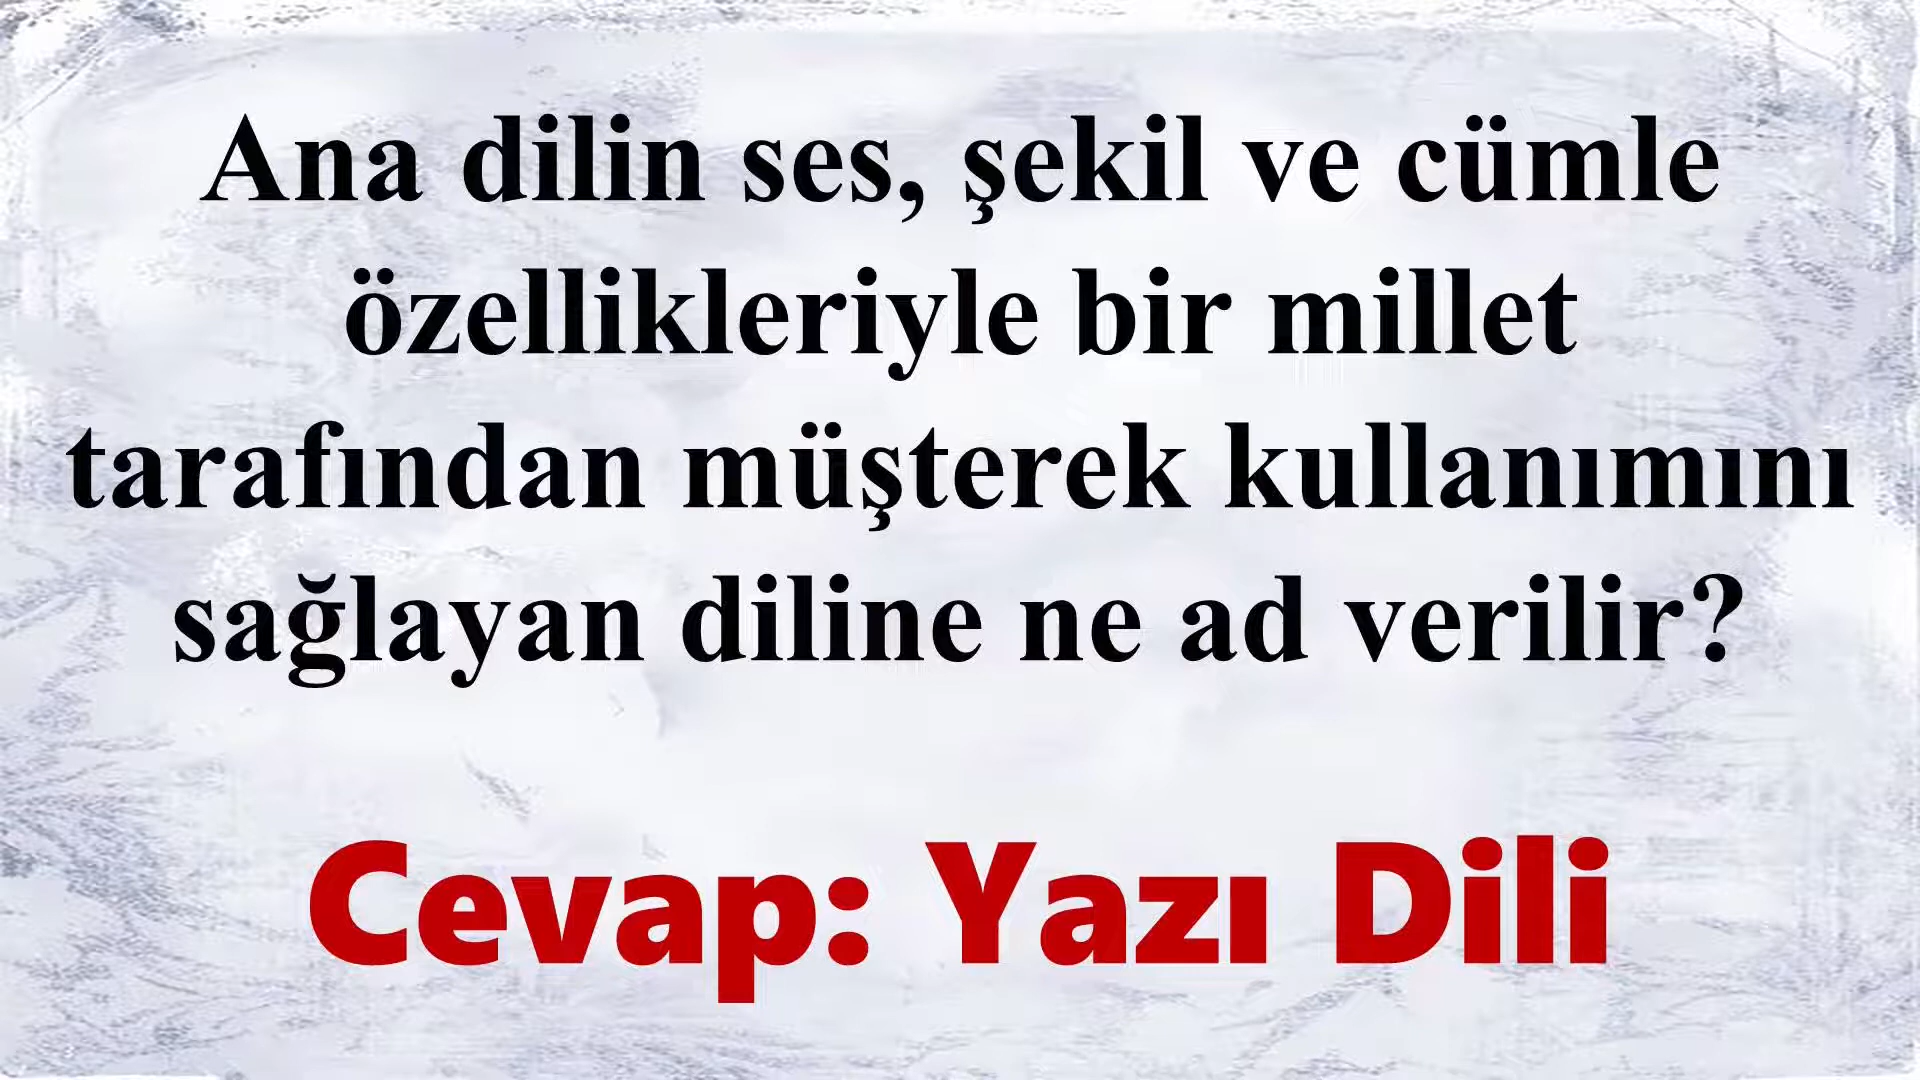 Ana dilin ses, şekil ve cümle
özellikleriyle bir millet
tarafından müşterek kullanımını
sağlayan diline ne ad verilir?
Cevap: Yazı Dili